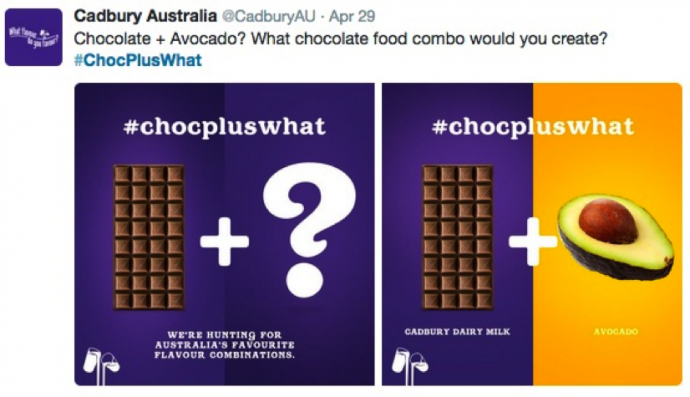 Cadbury Australia @CadburyAU · Apr 29
Chocolate + Avocado? What chocolate food combo would you create?
#ChocPlusWhat
#chocpluswhat
+ ?
WE'RE HUNTING FOR
AUSTRALIA'S FAVOURITE
FLAVOUR COMBINATIONS.
#chocpluswhat
+
CADBURY DAIRY MILK
AVOCADO